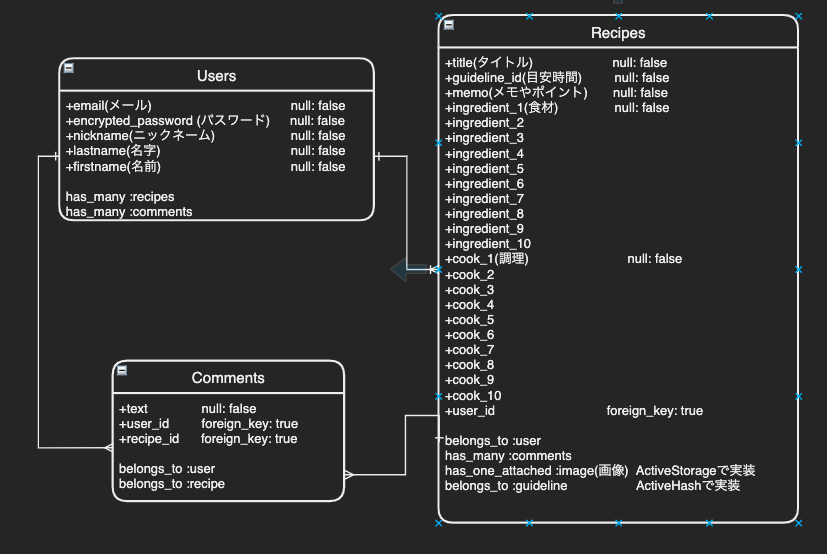 Users
+email(メール) null: false
+encrypted_password (パスワード) null: false
+nickname(ニックネーム) null: false
+lastname(名字) null: false
+firstname(名前) null: false
has_many :recipes
has_many :comments
Comments
+text null: false
+user_id foreign_key: true
+recipe_id foreign_key: true
belongs_to :user
belongs_to :recipe
Recipes
+title(タイトル) null: false
+guideline_id(目安時間) null: false
+memo(メモやポイント) null: false
+ingredient_1(食材) null: false
+ingredient_2
+ingredient_3
+ingredient_4
+ingredient_5
+ingredient_6
+ingredient_7
+ingredient_8
+ingredient_9
+ingredient_10
+cook_1(調理) null: false
+cook_2
+cook_3
+cook_4
+cook_5
+cook_6
+cook_7
+cook_8
+cook_9
+cook_10
+user_id foreign_key: true
belongs_to :user
has_many :comments
has_one_attached :image(画像) ActiveStorageで実装
belongs_to :guideline ActiveHashで実装